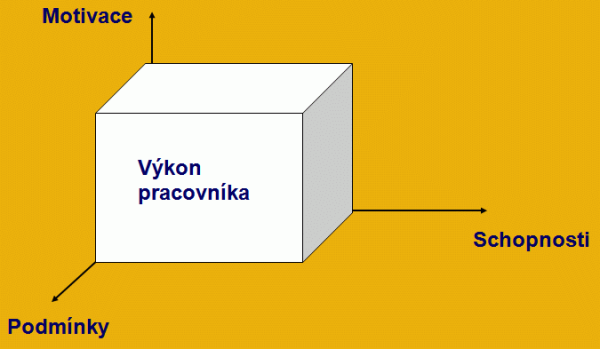 Motivace
Výkon
pracovníka
Schopnosti
Podmínky